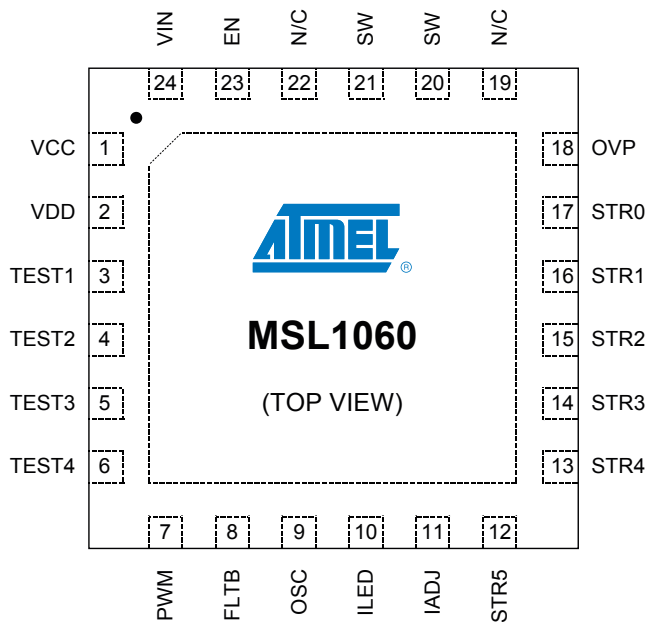 VIN EN N/C SW SW N/C
24 23 22 21 20 19
VCC 1 18 OVP
VDD 2 17 STR0
TEST1 3 16 STR1
TEST2 4 15 STR2
TEST3 5 14 STR3
TEST4 6 13 STR4
ATMEL ®
MSL1060
(TOP VIEW)
7 8 9 10 11 12
PWM FLTB OSC ILED IADJ STR5